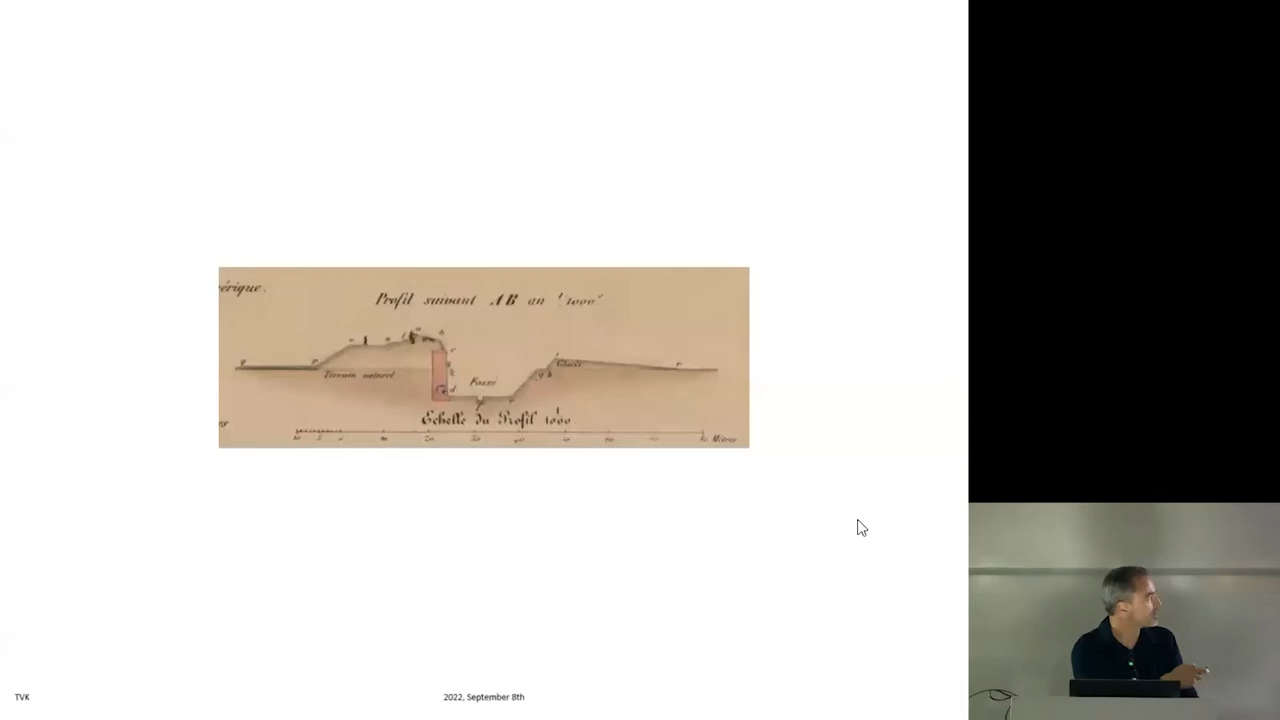 érique.
Profil suivant AB au 1/1000
Terrain naturel
Fossé
Glacis
Echelle du Profil 1/1000
Mètres
TVK
2022, September 8th